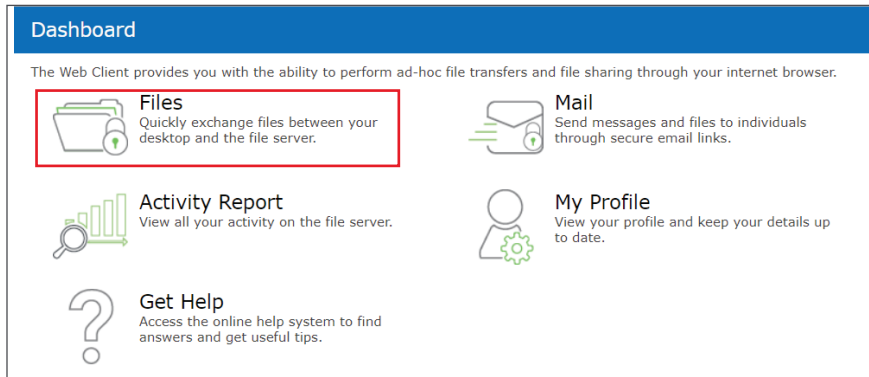 Dashboard
The Web Client provides you with the ability to perform ad-hoc file transfers and file sharing through your internet browser.
Files
Quickly exchange files between your
desktop and the file server.
Mail
Send messages and files to individuals
through secure email links.
Activity Report
View all your activity on the file server.
My Profile
View your profile and keep your details up
to date.
Get Help
Access the online help system to find
answers and get useful tips.